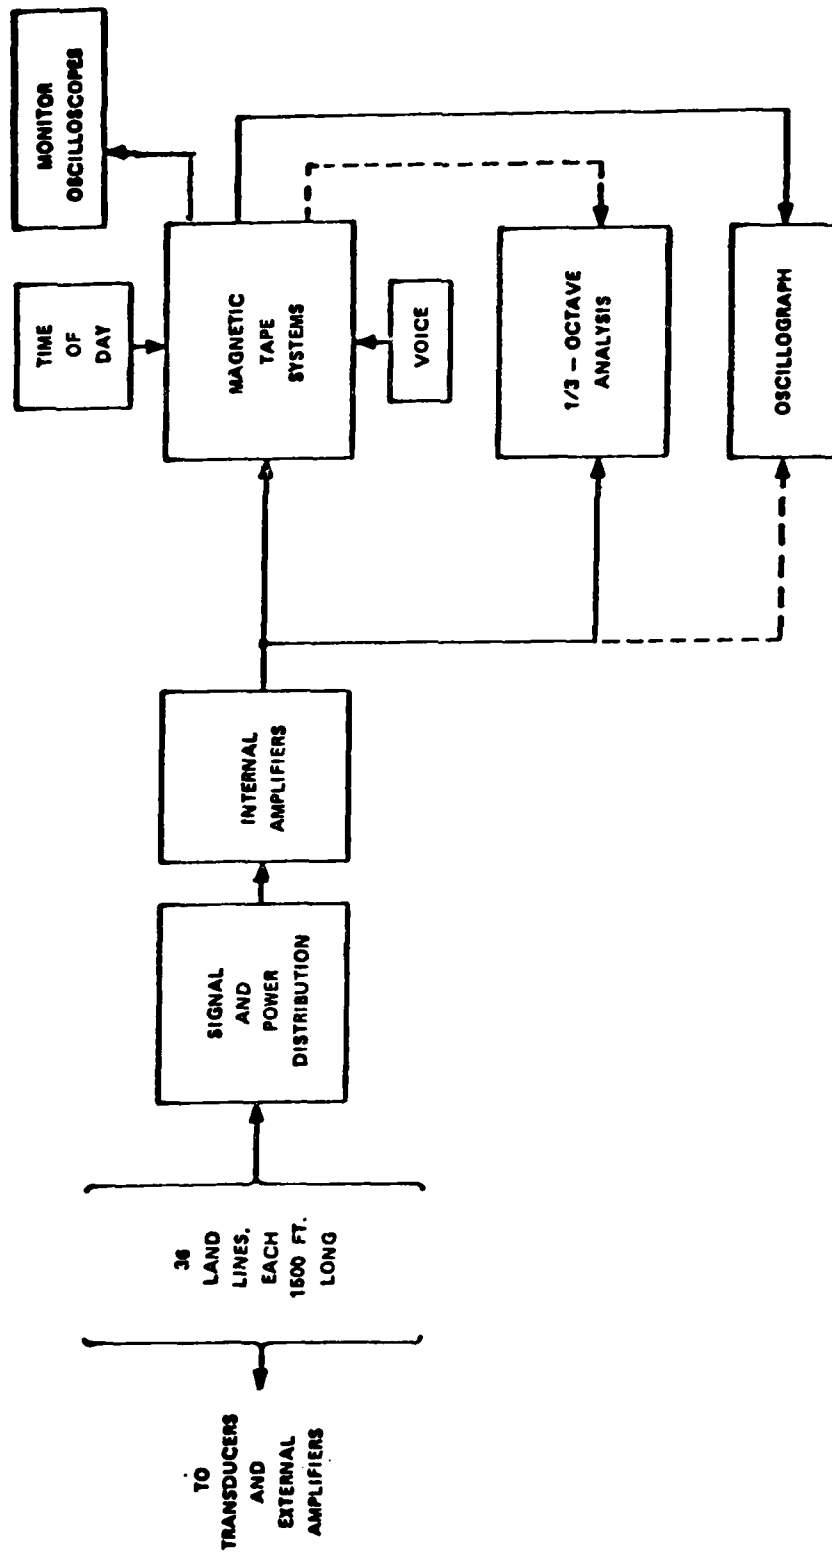 TO
TRANSDUCERS
AND
EXTERNAL
AMPLIFIERS
36
LAND
LINES,
EACH
1500 FT.
LONG
SIGNAL
AND
POWER
DISTRIBUTION
INTERNAL
AMPLIFIERS
TIME
OF
DAY
MONITOR
OSCILLOSCOPES
MAGNETIC
TAPE
SYSTEMS
VOICE
1/3 – OCTAVE
ANALYSIS
OSCILLOGRAPH